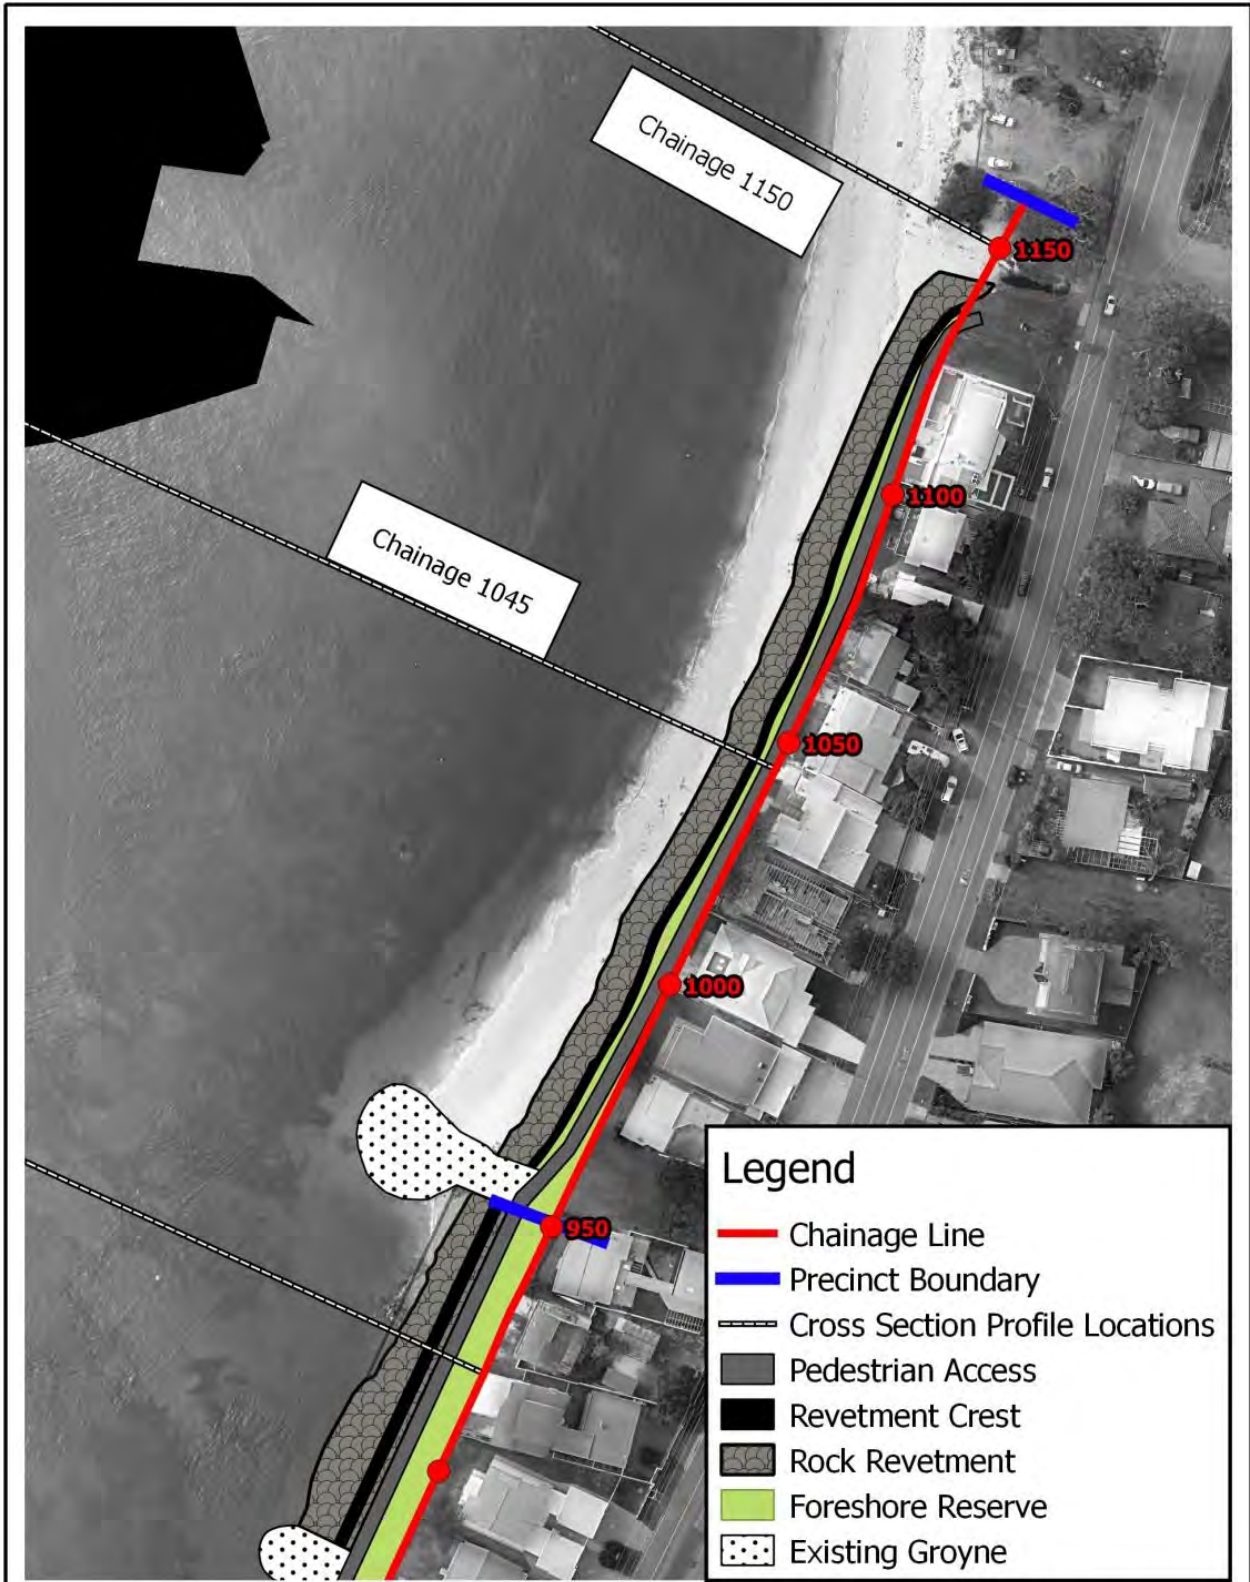 Chainage 1150
1150
1100
Chainage 1045
1050
1000
950
Legend
Chainage Line
Precinct Boundary
Cross Section Profile Locations
Pedestrian Access
Revetment Crest
Rock Revetment
Foreshore Reserve
Existing Groyne